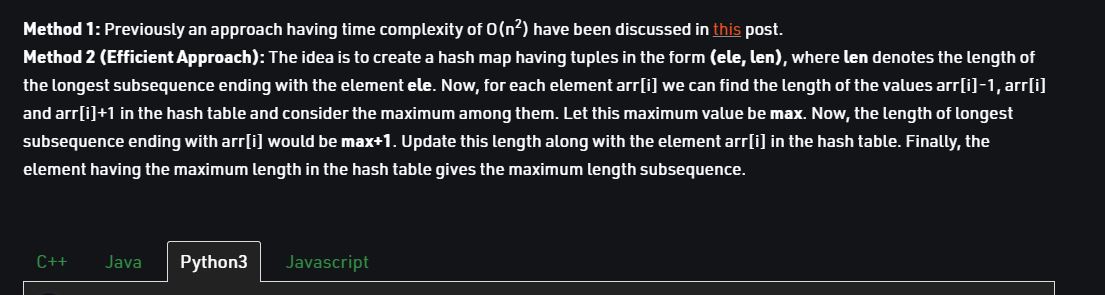 Method 1: Previously an approach having time complexity of O(n²) have been discussed in this post.
Method 2 (Efficient Approach): The idea is to create a hash map having tuples in the form (ele, len), where len denotes the length of
the longest subsequence ending with the element ele. Now, for each element arr[i] we can find the length of the values arr[i]-1, arr[i]
and arr[i]+1 in the hash table and consider the maximum among them. Let this maximum value be max. Now, the length of longest
subsequence ending with arr[i] would be max+1. Update this length along with the element arr[i] in the hash table. Finally, the
element having the maximum length in the hash table gives the maximum length subsequence.
C++ Java Python3 Javascript